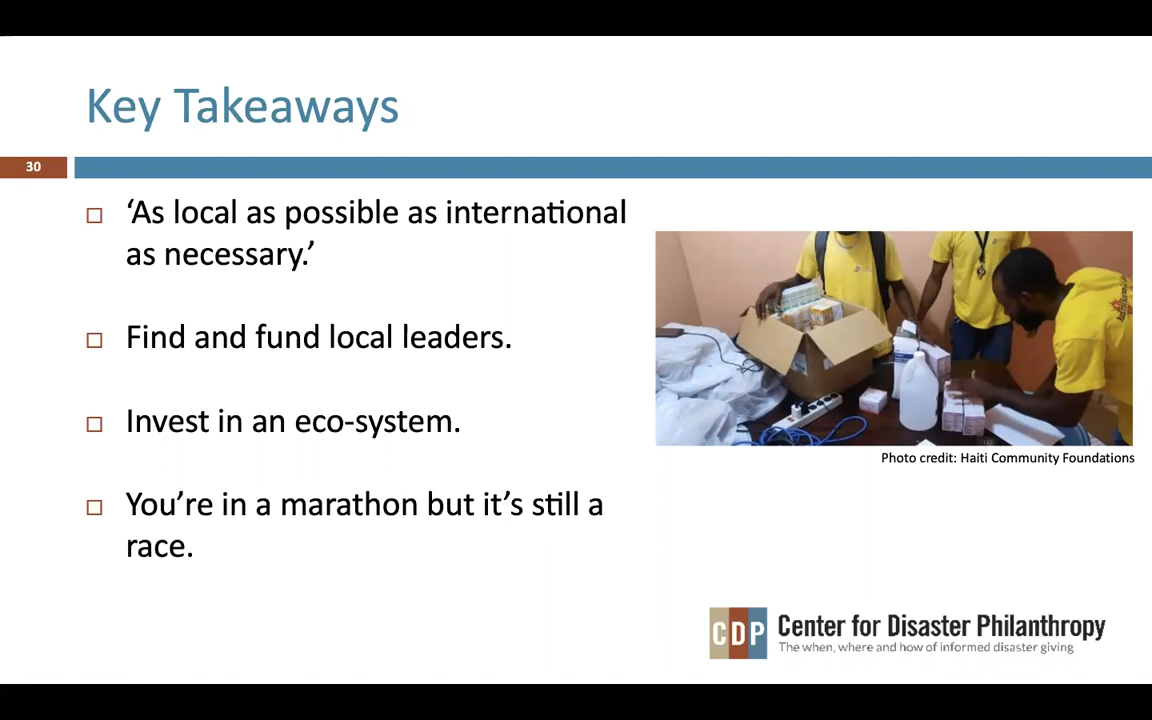 Key Takeaways
30
‘As local as possible as international
as necessary.’
Find and fund local leaders.
Invest in an eco-system.
You’re in a marathon but it’s still a
race.
Photo credit: Haiti Community Foundations
CDP
Center for Disaster Philanthropy
The when, where and how of informed disaster giving